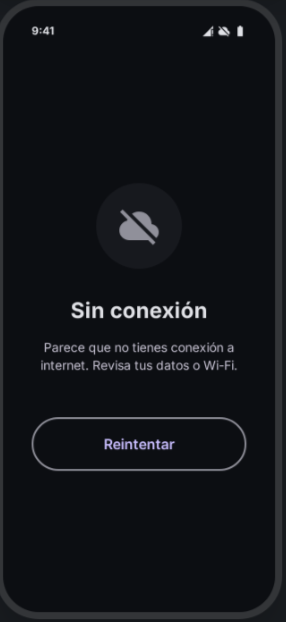 9:41
Sin conexión
Parece que no tienes conexión a
internet. Revisa tus datos o Wi-Fi.
Reintentar